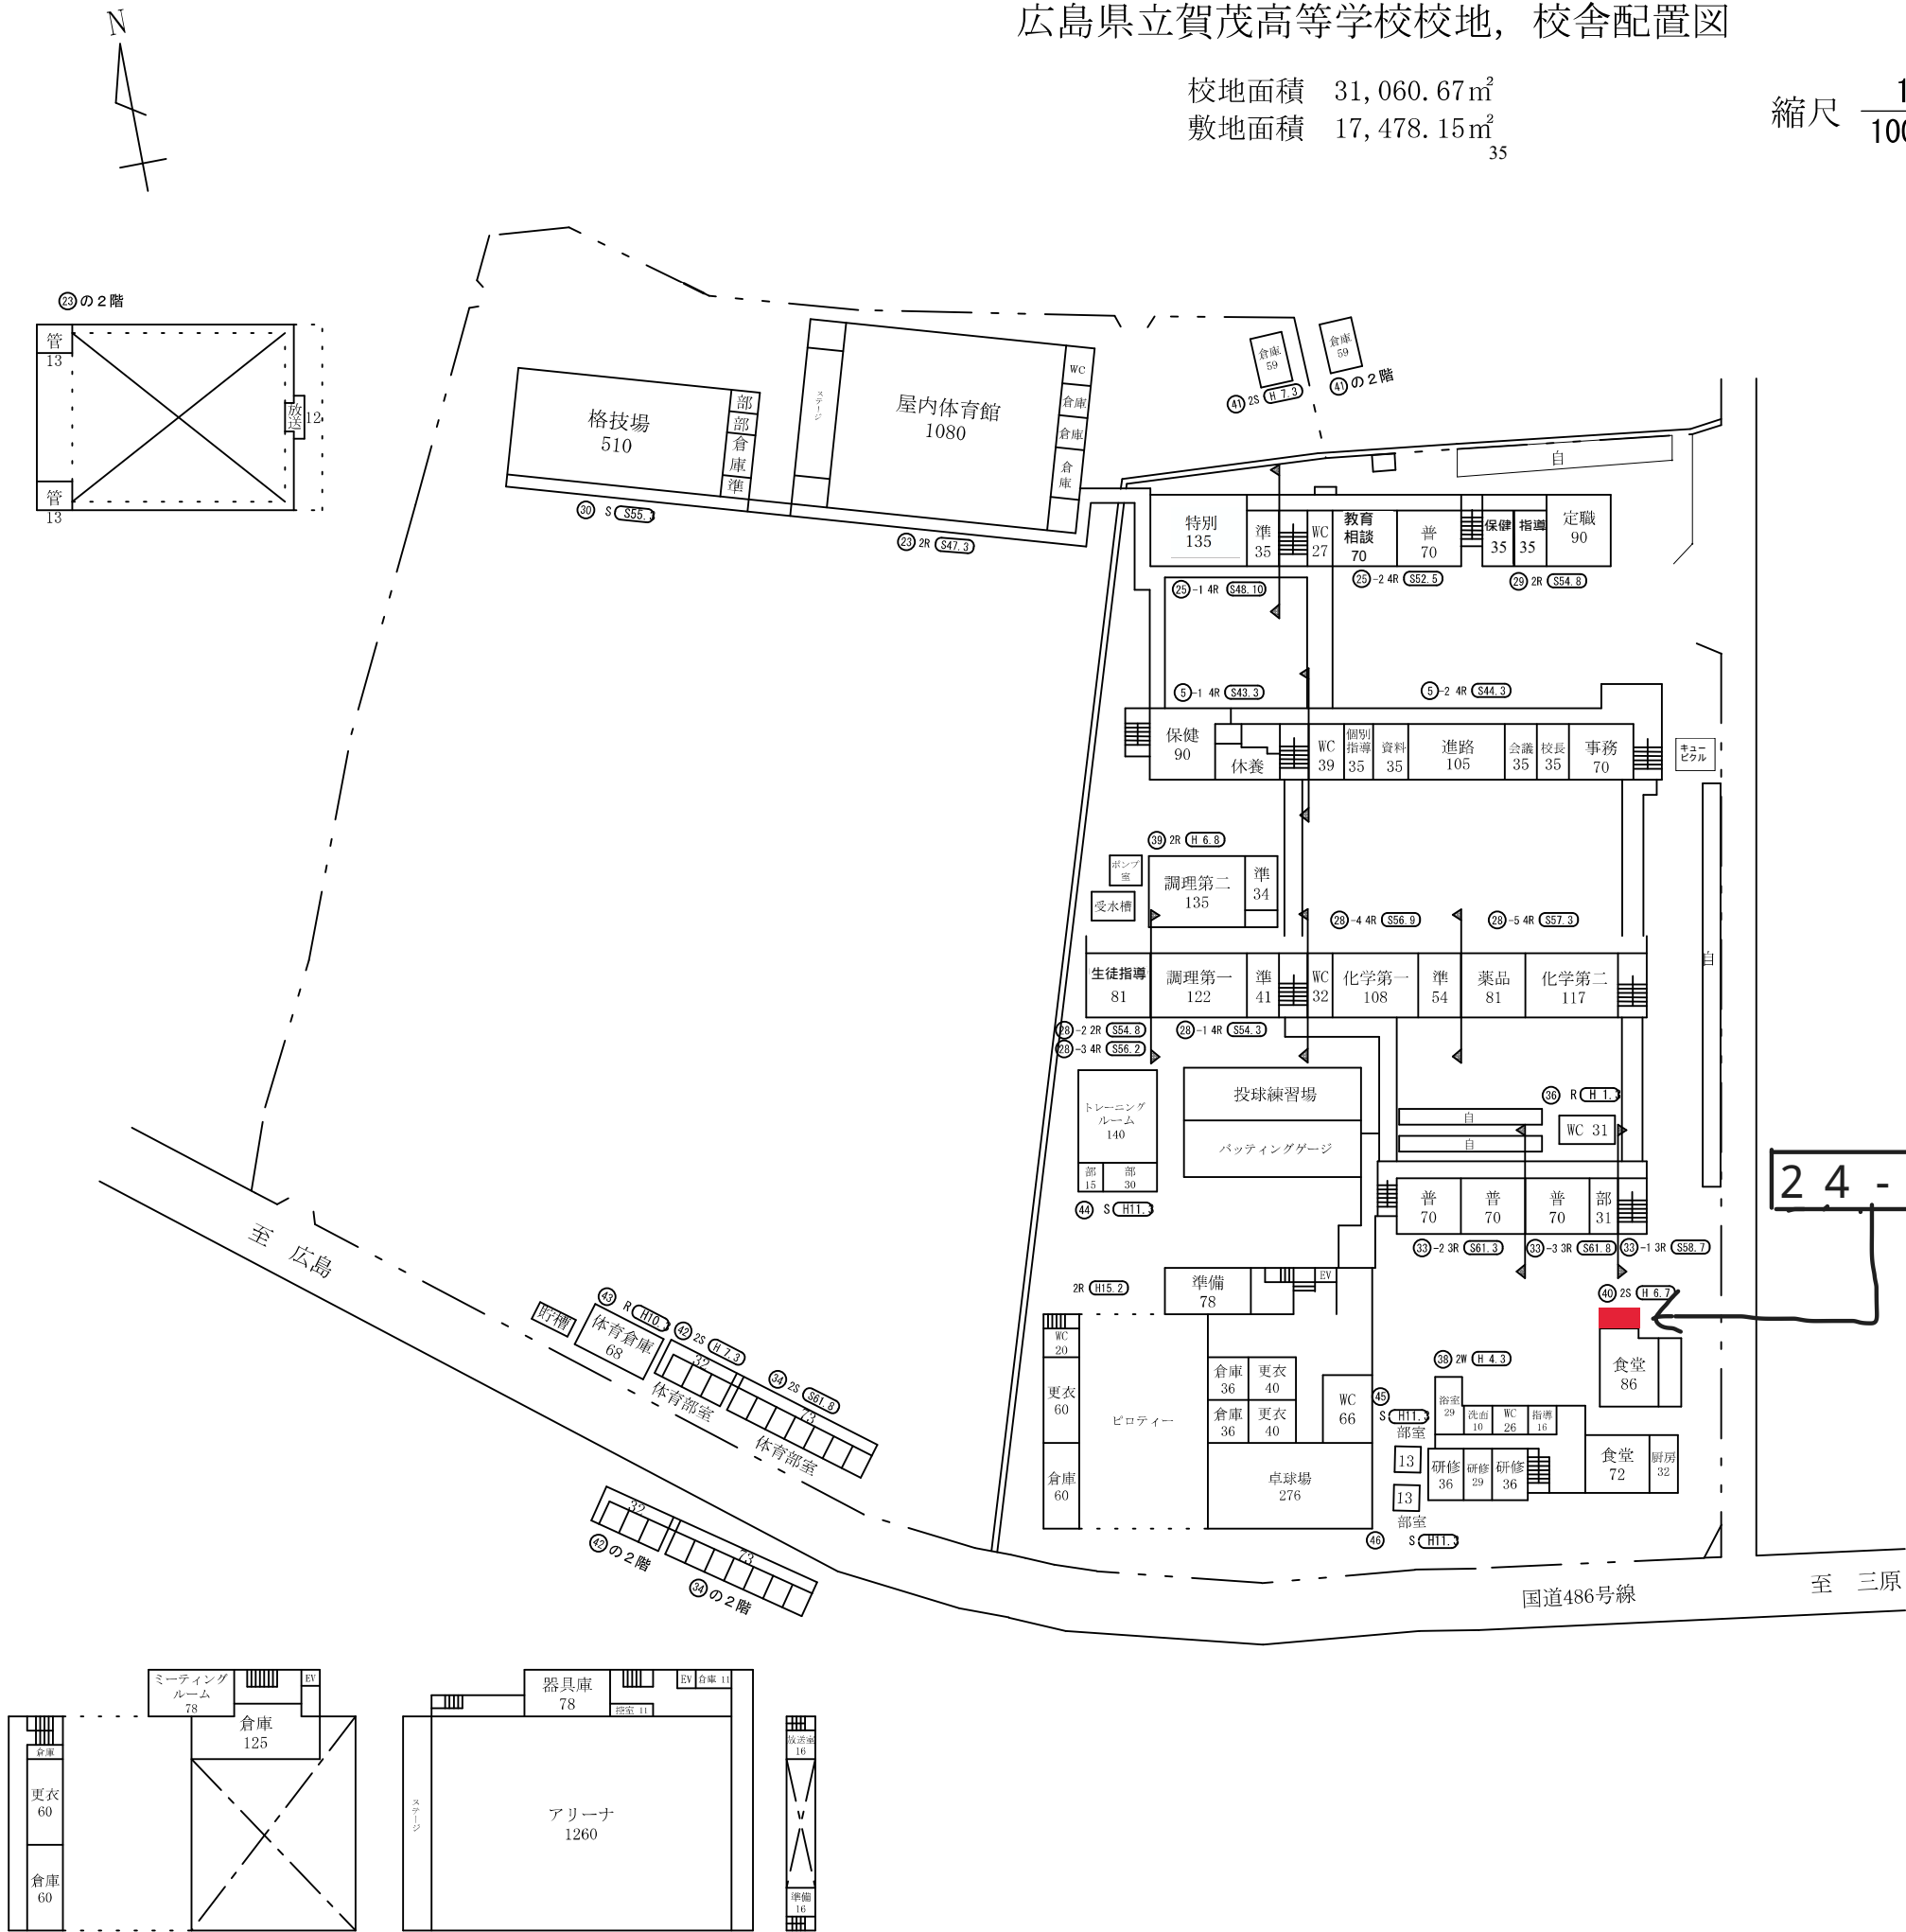 広島県立賀茂高等学校校地，校舎配置図
N
校地面積 31,060.67㎡
敷地面積 17,478.15㎡
35
縮尺 1
100
㉓の２階
管
13
放送
12
管
13
格技場
510
部
部
倉庫
準
㉚ S S55.3
ステージ
屋内体育館
1080
WC
倉庫
倉庫
倉庫
㉓ 2R S47.3
倉庫
59
㊶ 2S H 7.3
倉庫
59
㊶の２階
自
特別
135
準
35
WC
27
教育
相談
70
普
70
保健
35
指導
35
定職
90
㉕-1 4R S48.10
㉕-2 4R S52.5
㉙ 2R S54.8
⑤-1 4R S43.3
⑤-2 4R S44.3
保健
90
休養
WC
39
個別
指導
35
資料
35
進路
105
会議
35
校長
35
事務
70
キュー
ビクル
㊴ 2R H 6.8
ポンプ
室
受水槽
調理第二
135
準
34
㉘-4 4R S56.9
㉘-5 4R S57.3
自
生徒指導
81
調理第一
122
準
41
WC
32
化学第一
108
準
54
薬品
81
化学第二
117
㉘-2 2R S54.8
㉘-3 4R S56.2
㉘-1 4R S54.3
トレーニング
ルーム
140
部
15
部
30
㊹ S H11.3
投球練習場
バッティングゲージ
㊱ R H 1.3
自
自
WC 31
普
70
普
70
普
70
部
31
㉝-2 3R S61.3
㉝-3 3R S61.8
㉝-1 3R S58.7
24-
至 広島
貯槽
㊸ R H10.3
体育倉庫
68
㊷ 2S H 7.3
32
体育部室
㉞ 2S S61.8
73
体育部室
32
㊷の２階
73
㉞の２階
2R H15.2
準備
78
EV
WC
20
更衣
60
倉庫
60
ピロティー
倉庫
36
更衣
40
倉庫
36
更衣
40
WC
66
卓球場
276
㊵ 2S H 6.7
食堂
86
㊳ 2W H 4.3
浴室
29
洗面
10
WC
26
指導
16
㊺
S H11.3
部室
13
13
部室
㊻ S H11.3
研修
36
研修
29
研修
36
食堂
72
厨房
32
国道486号線
至 三原
ミーティング
ルーム
78
EV
倉庫
125
倉庫
更衣
60
倉庫
60
器具庫
78
控室 11
EV
倉庫 11
ステージ
アリーナ
1260
放送室
16
準備
16